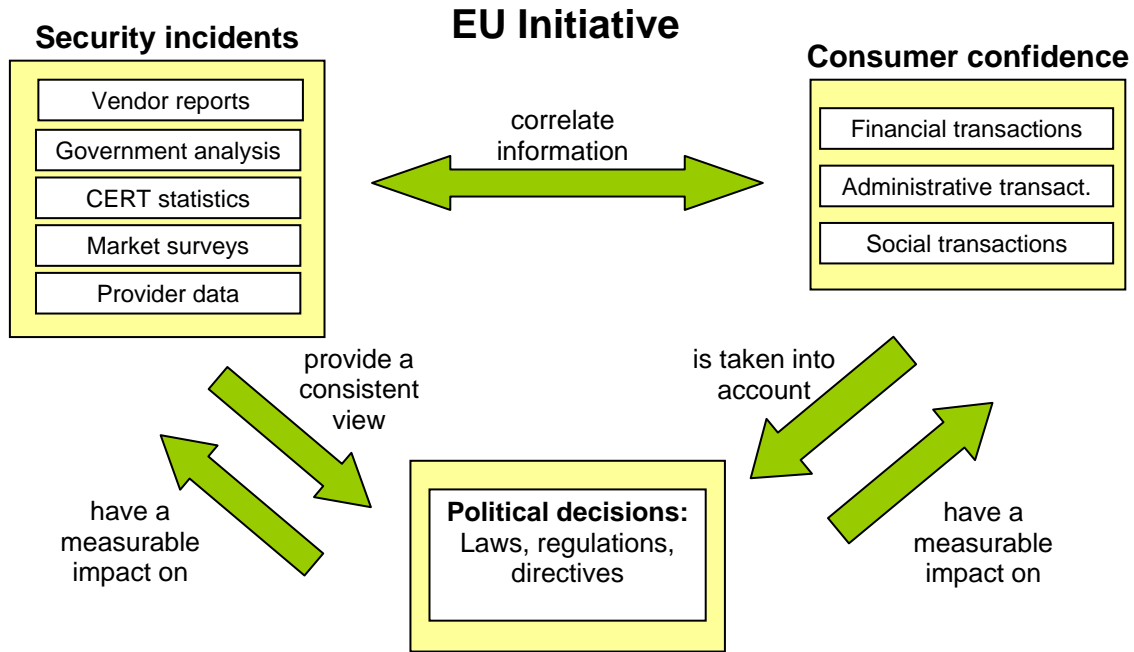 EU Initiative
Security incidents
Vendor reports
Government analysis
CERT statistics
Market surveys
Provider data
correlate
information
Consumer confidence
Financial transactions
Administrative transact.
Social transactions
provide a
consistent
view
is taken into
account
have a
measurable
impact on
Political decisions:
Laws, regulations,
directives
have a
measurable
impact on